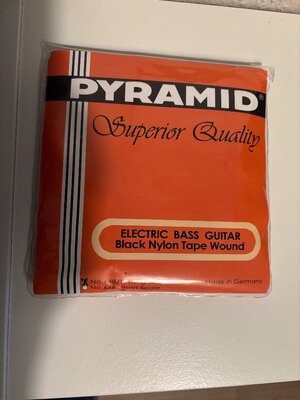 PYRAMID®
Superior Quality
ELECTRIC BASS GUITAR
Black Nylon Tape Wound
Made in Germany